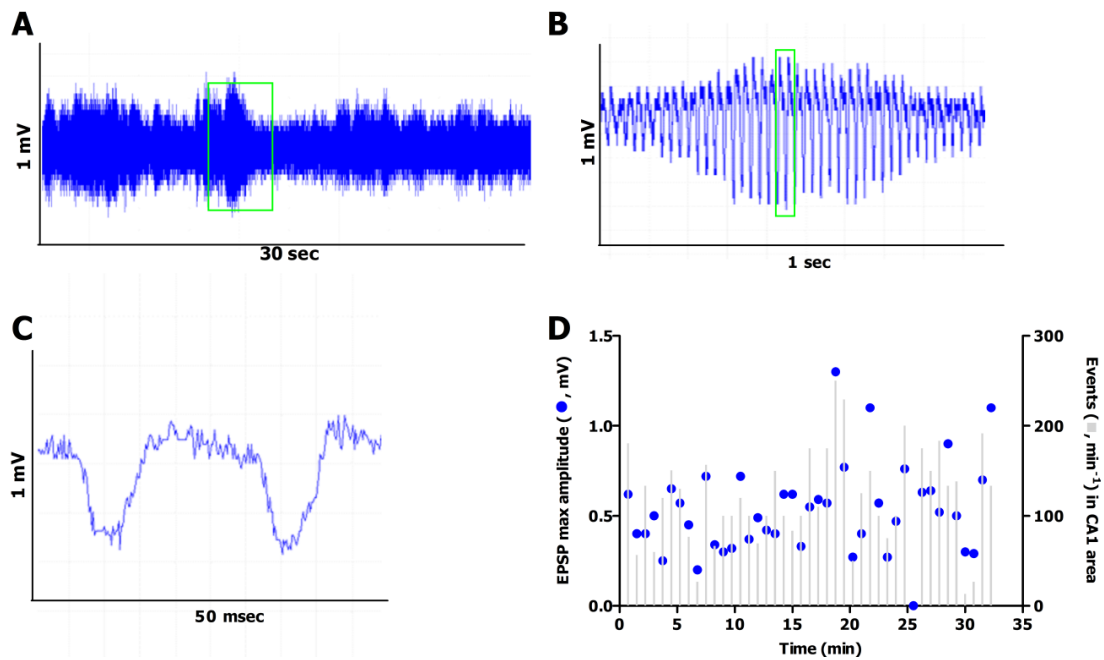 A
1 mV
30 sec
B
1 mV
1 sec
C
1 mV
50 msec
D
EPSP max amplitude (●, mV)
1.5
1.0
0.5
0.0
300
200
100
0
Events (■, min⁻¹) in CA1 area
0 5 10 15 20 25 30 35
Time (min)